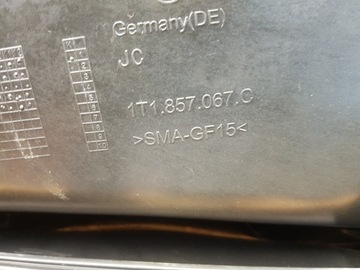 Germany(DE)
JC
1T1.857.067.C
>SMA-GF15<